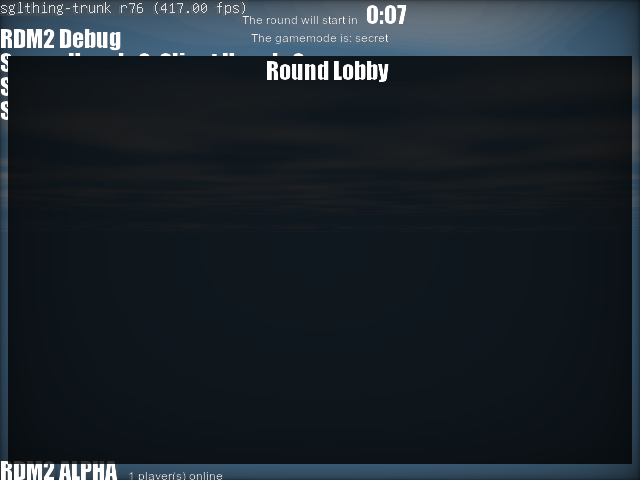 sglthing-trunk r76 (417.00 fps)
The round will start in 0:07
The gamemode is: secret
RDM2 Debug
Round Lobby
RDM2 ALPHA 1 player(s) online